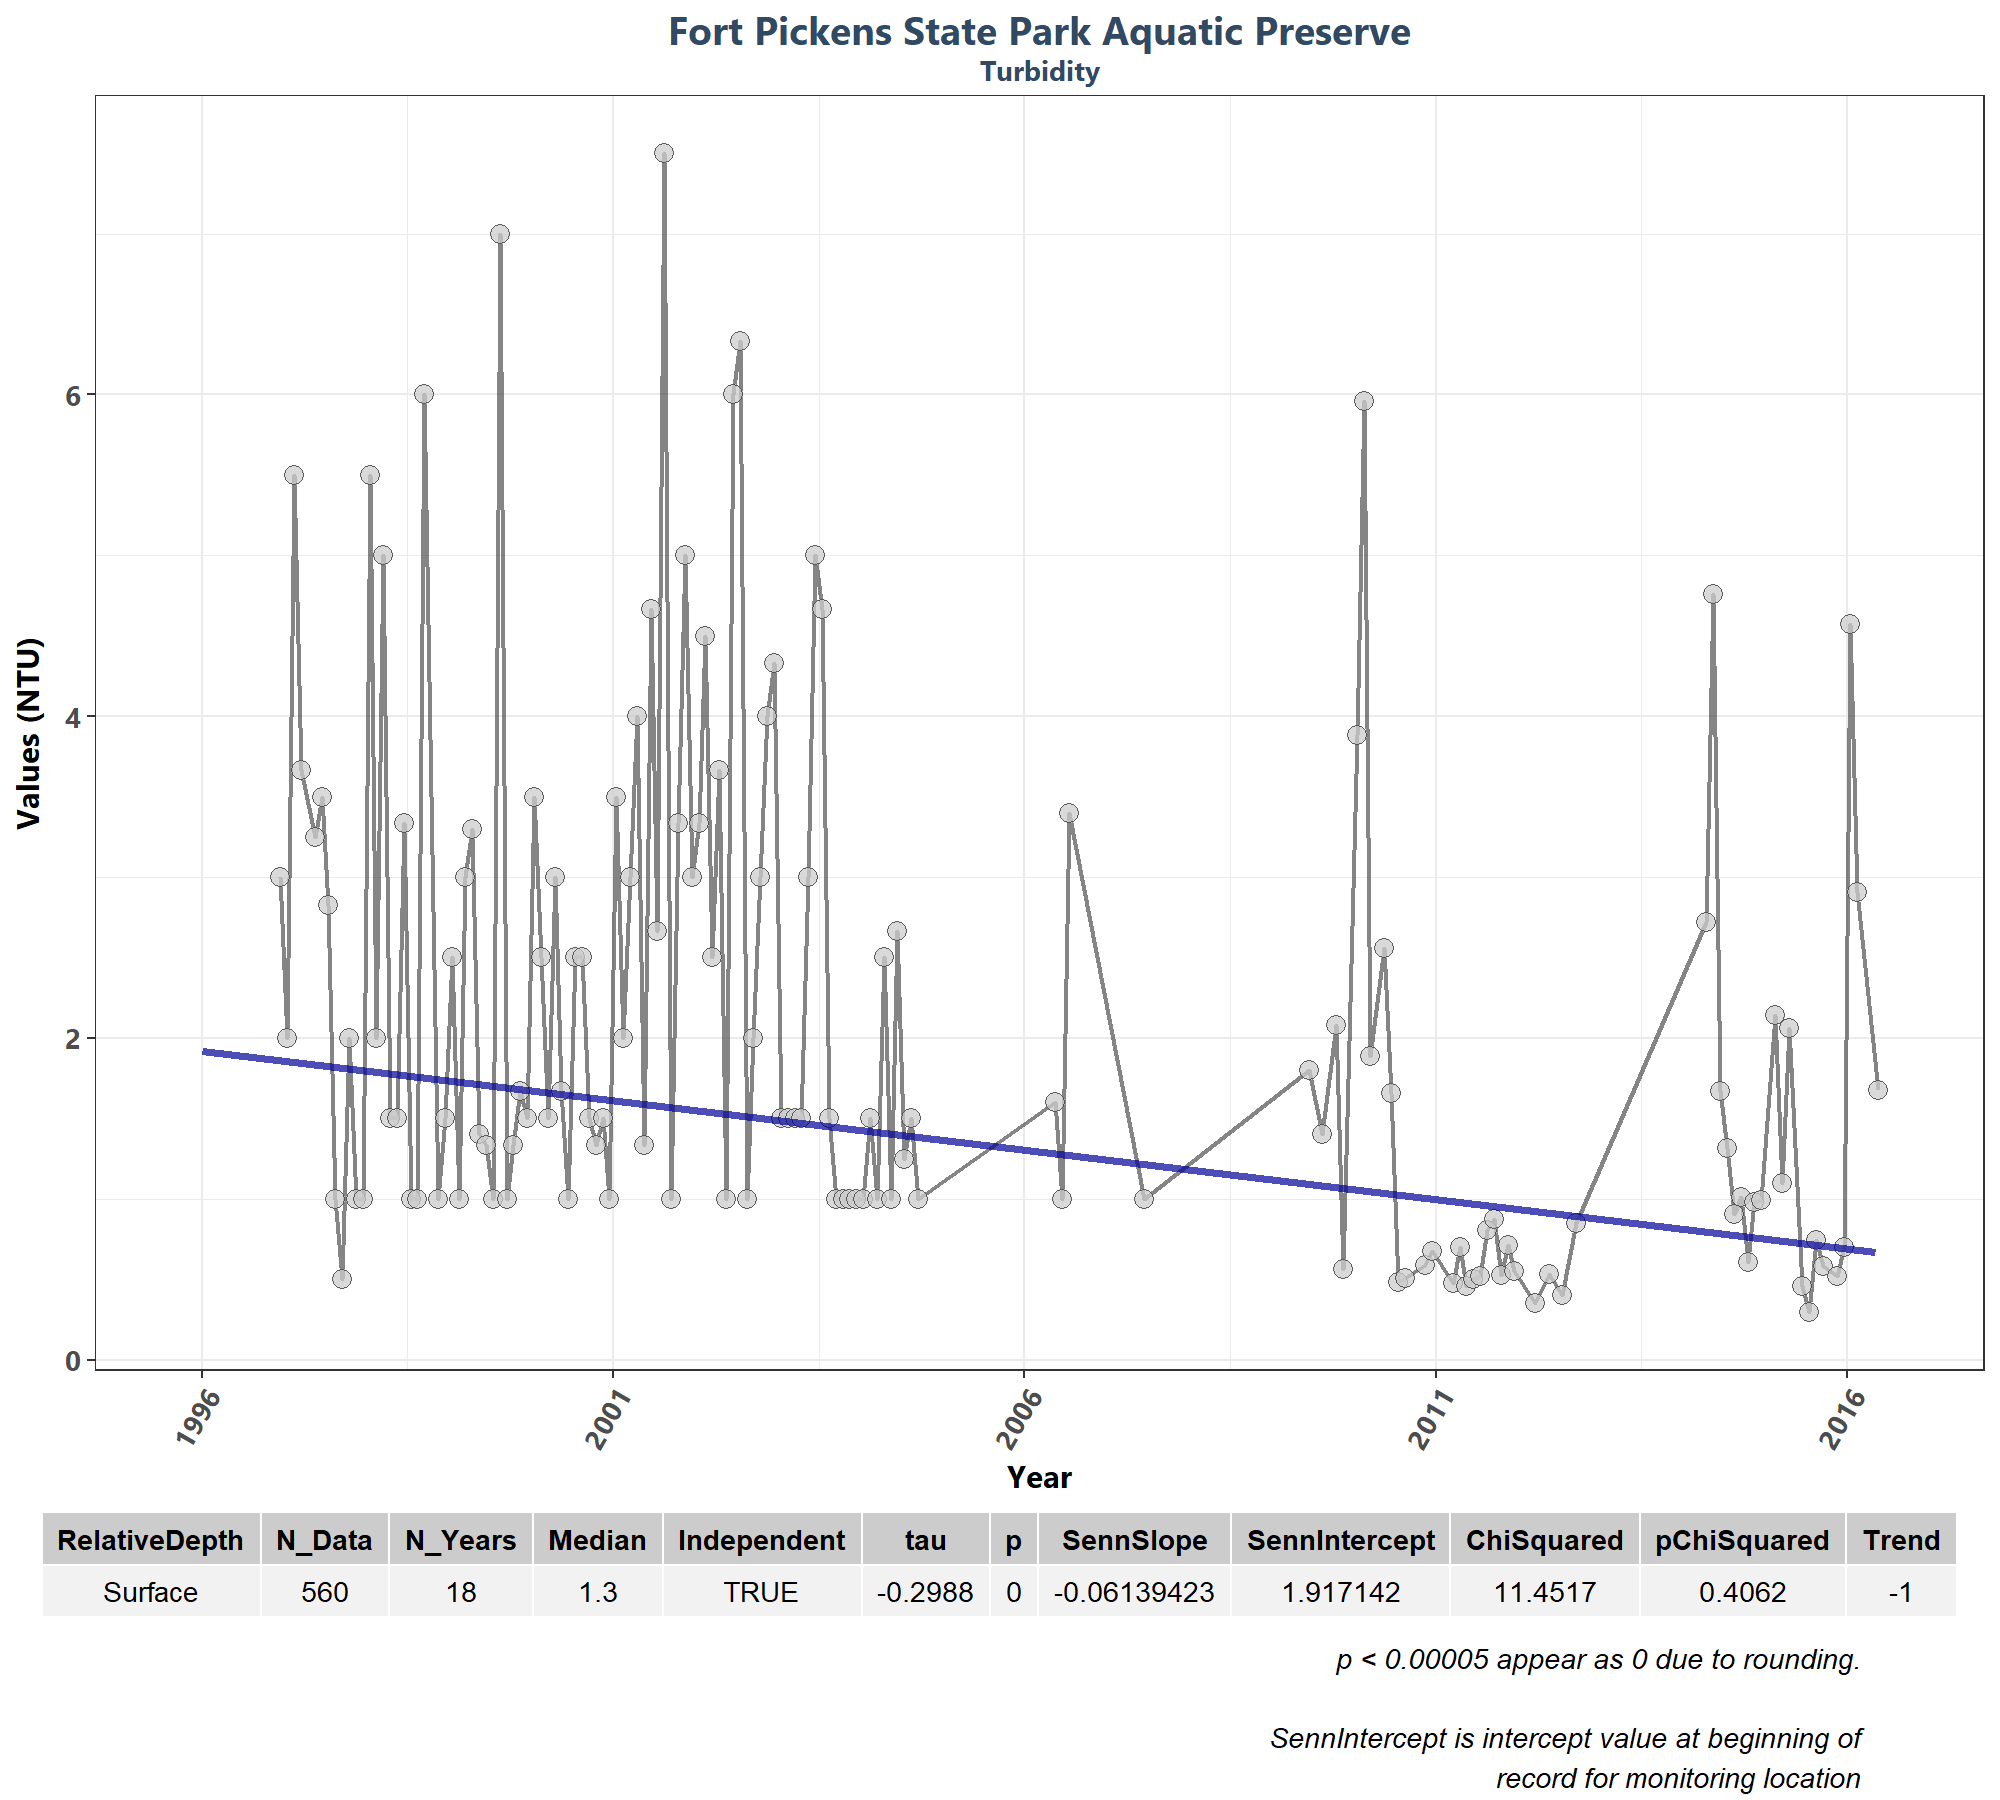 Fort Pickens State Park Aquatic Preserve
Turbidity
Values (NTU)
6
4
2
0
1996
2001
2006
2011
2016
Year
RelativeDepth N_Data N_Years Median Independent tau p SennSlope SennIntercept ChiSquared pChiSquared Trend
Surface 560 18 1.3 TRUE -0.2988 0 -0.06139423 1.917142 11.4517 0.4062 -1
p < 0.00005 appear as 0 due to rounding.
SennIntercept is intercept value at beginning of
record for monitoring location